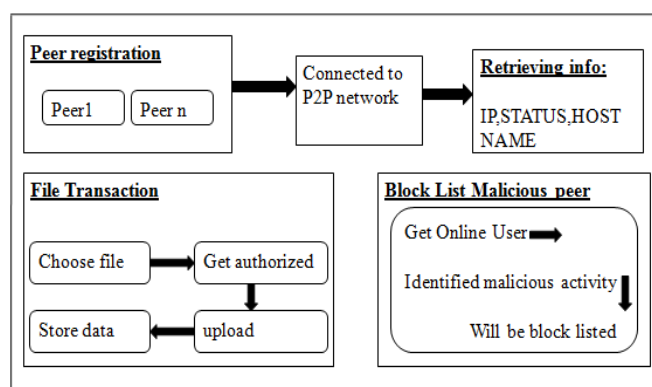 Peer registration
Peer1
Peer n
Connected to
P2P network
Retrieving info:
IP,STATUS,HOST
NAME
File Transaction
Choose file
Get authorized
Store data
upload
Block List Malicious peer
Get Online User
Identified malicious activity
Will be block listed